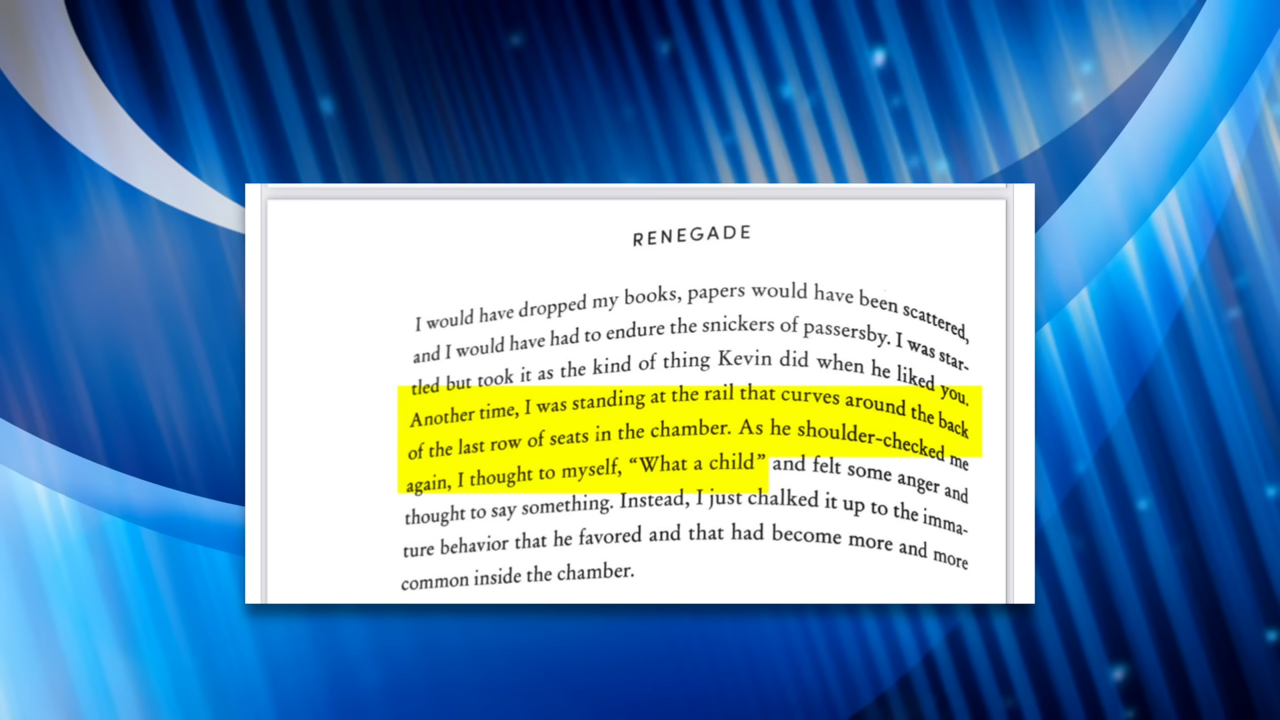 RENEGADE
I would have dropped my books, papers would have been scattered,
and I would have had to endure the snickers of passersby. I was star-
tled but took it as the kind of thing Kevin did when he liked you.
Another time, I was standing at the rail that curves around the back
of the last row of seats in the chamber. As he shoulder-checked me
again, I thought to myself, “What a child” and felt some anger and
thought to say something. Instead, I just chalked it up to the imma-
ture behavior that he favored and that had become more and more
common inside the chamber.